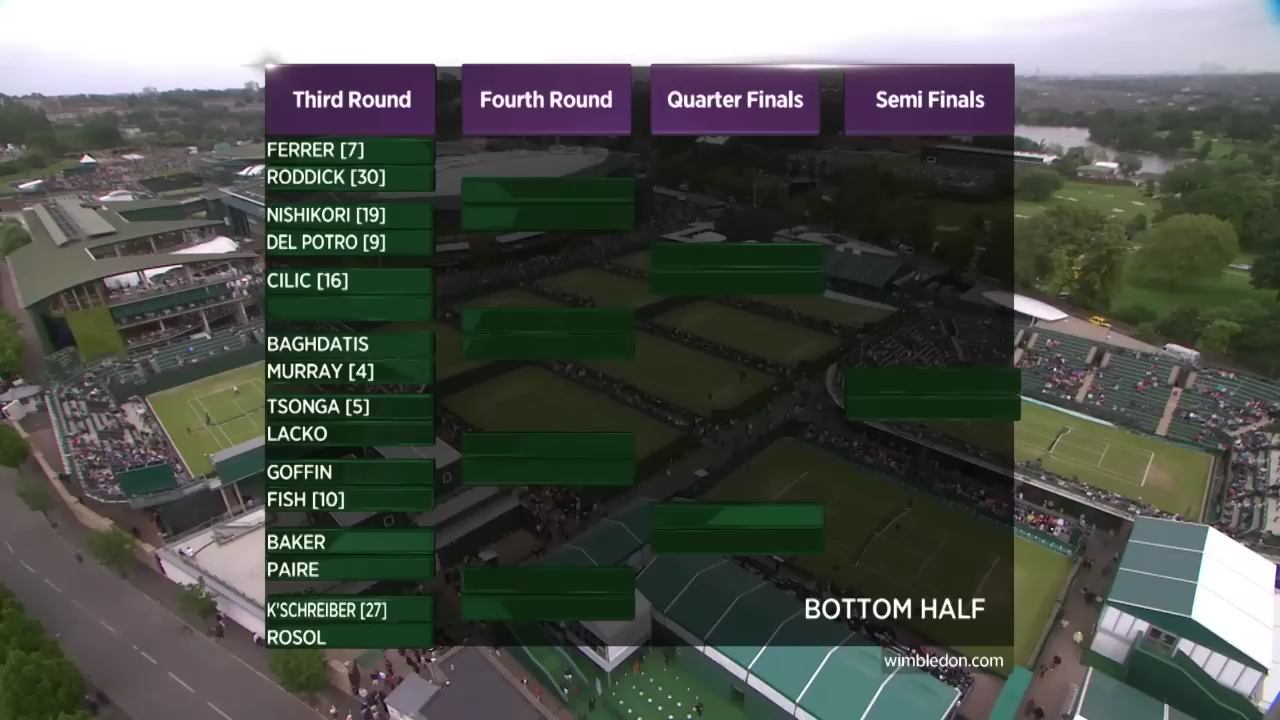 Third Round
Fourth Round
Quarter Finals
Semi Finals
FERRER [7]
RODDICK [30]
NISHIKORI [19]
DEL POTRO [9]
CILIC [16]
BAGHDATIS
MURRAY [4]
TSONGA [5]
LACKO
GOFFIN
FISH [10]
BAKER
PAIRE
K'SCHREIBER [27]
ROSOL
BOTTOM HALF
wimbledon.com